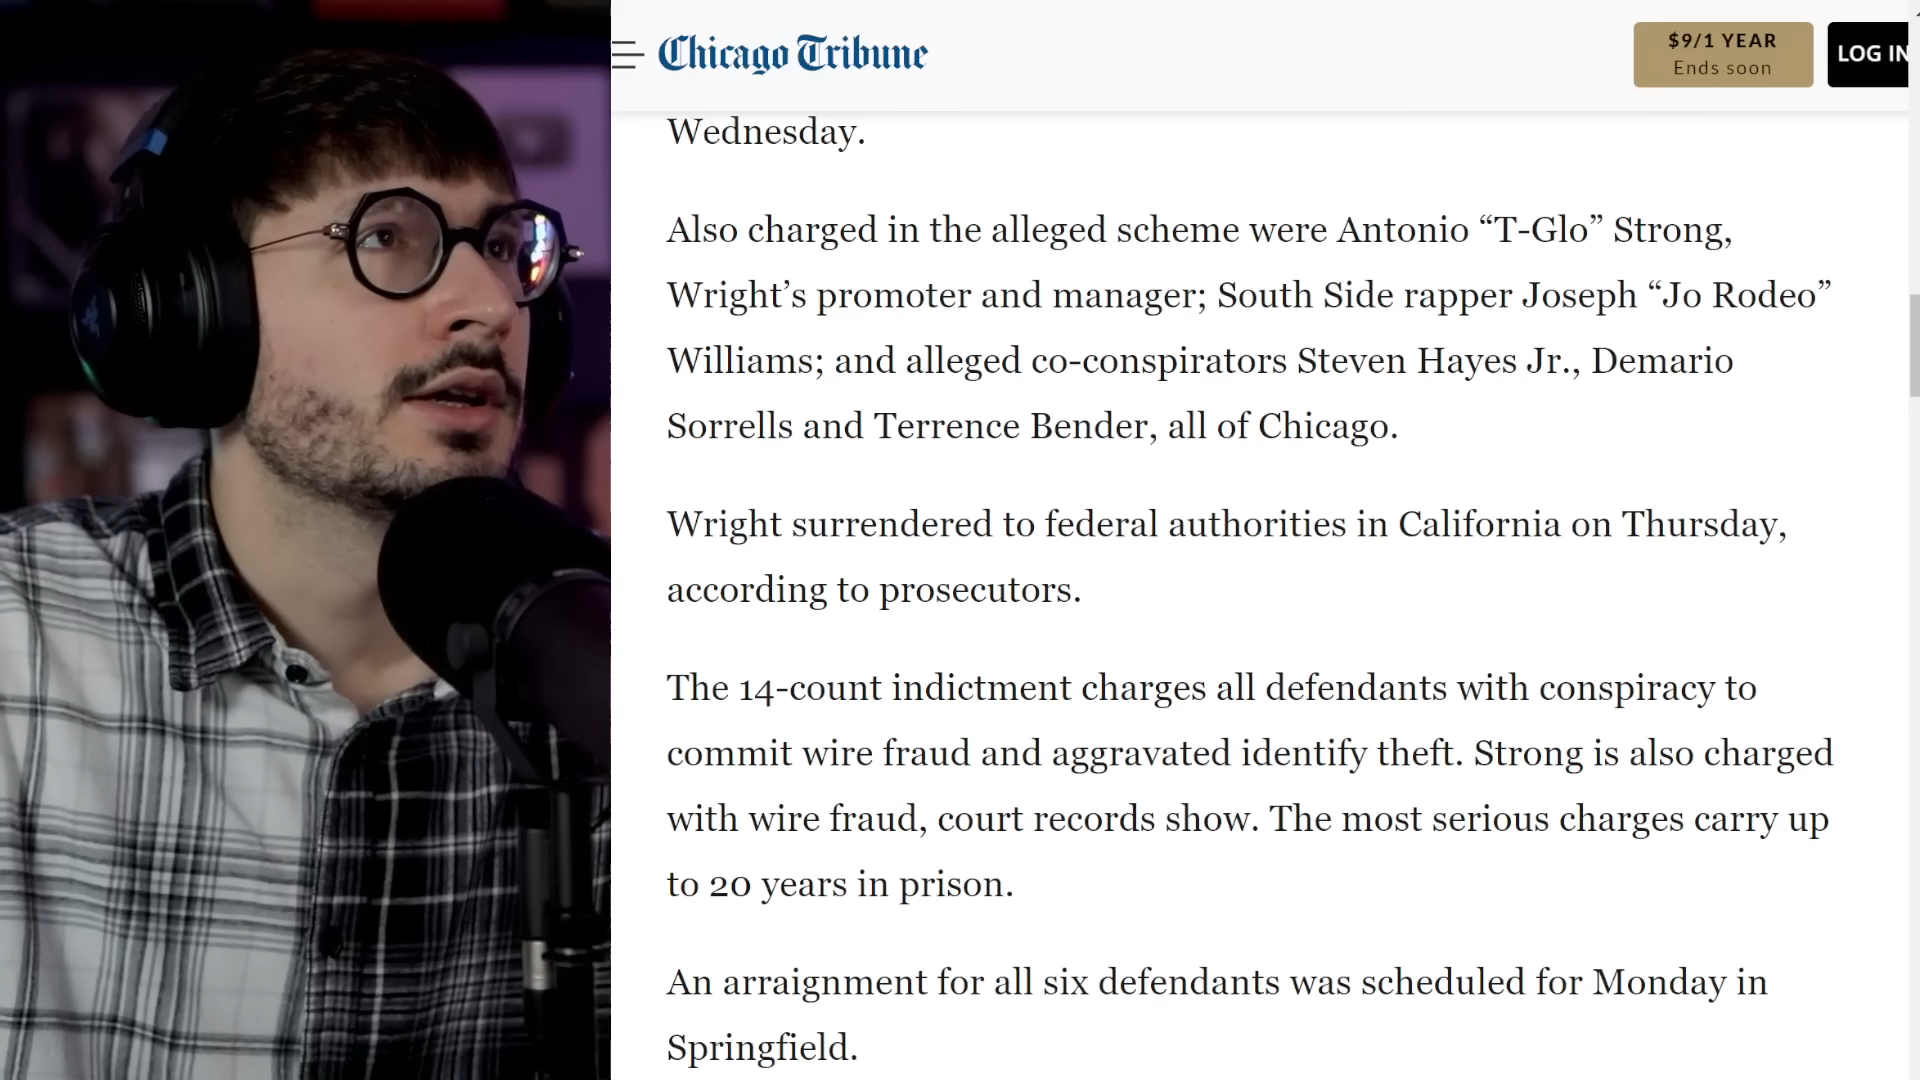 Chicago Tribune
$9/1 YEAR
Ends soon
LOG IN
Wednesday.
Also charged in the alleged scheme were Antonio “T-Glo” Strong,
Wright’s promoter and manager; South Side rapper Joseph “Jo Rodeo”
Williams; and alleged co-conspirators Steven Hayes Jr., Demario
Sorrells and Terrence Bender, all of Chicago.
Wright surrendered to federal authorities in California on Thursday,
according to prosecutors.
The 14-count indictment charges all defendants with conspiracy to
commit wire fraud and aggravated identify theft. Strong is also charged
with wire fraud, court records show. The most serious charges carry up
to 20 years in prison.
An arraignment for all six defendants was scheduled for Monday in
Springfield.